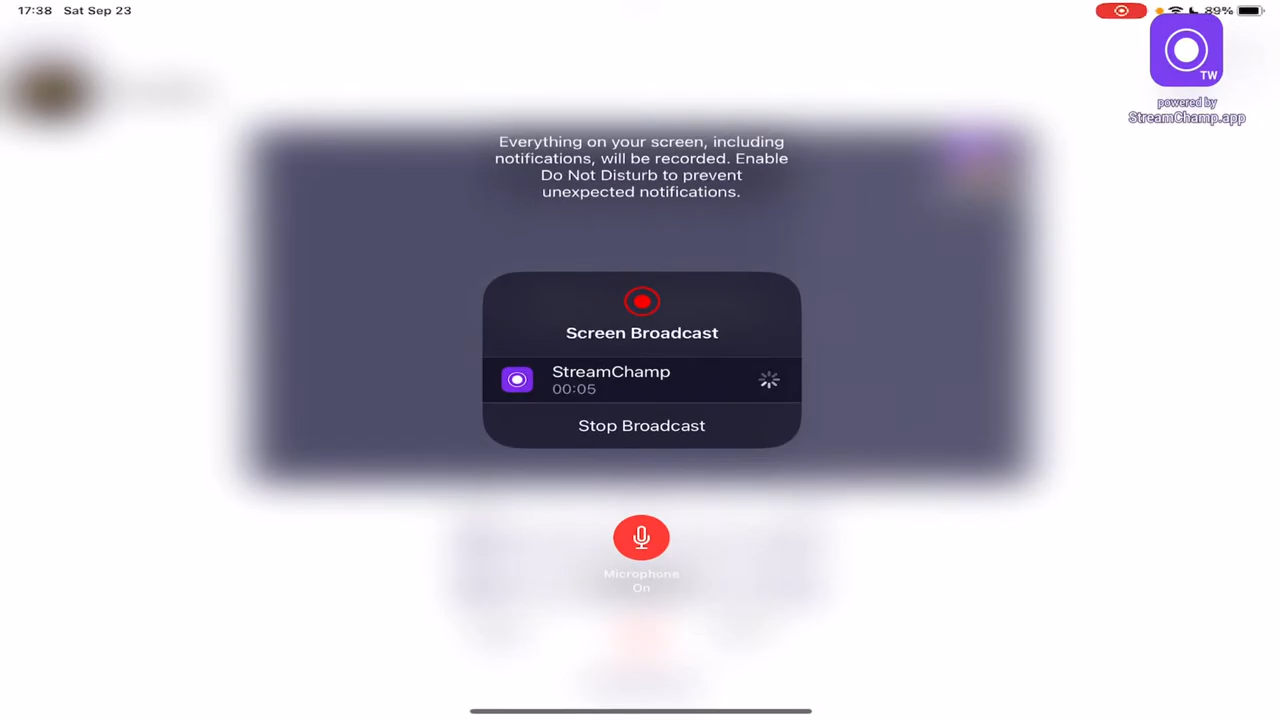 17:38 Sat Sep 23
89%
TW
powered by
StreamChamp.app
Everything on your screen, including
notifications, will be recorded. Enable
Do Not Disturb to prevent
unexpected notifications.
Screen Broadcast
StreamChamp
00:05
Stop Broadcast
Microphone
On